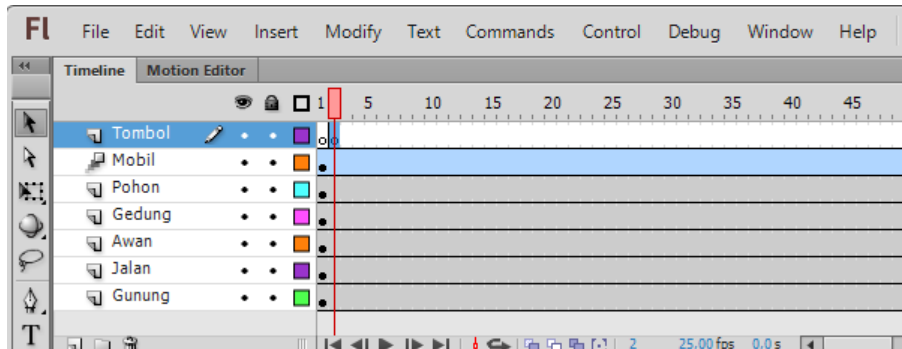 Fl File Edit View Insert Modify Text Commands Control Debug Window Help
Timeline Motion Editor
1 5 10 15 20 25 30 35 40 45
Tombol
Mobil
Pohon
Gedung
Awan
Jalan
Gunung
T 2 25.00 fps 0.0 s